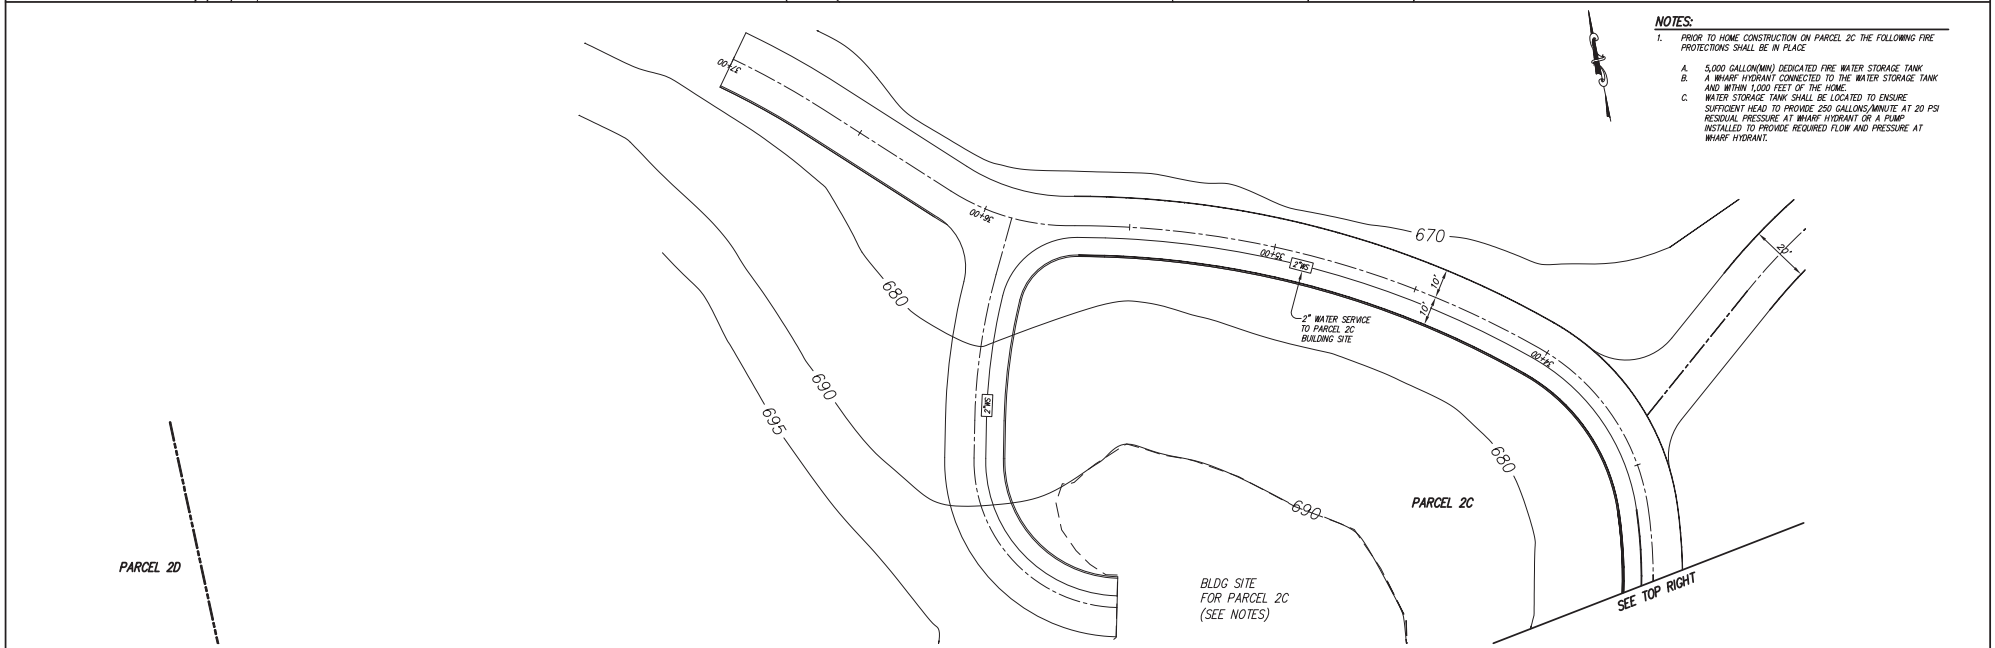 NOTES:
1. PRIOR TO HOME CONSTRUCTION ON PARCEL 2C THE FOLLOWING FIRE
PROTECTIONS SHALL BE IN PLACE
A. 5,000 GALLON(MIN) DEDICATED FIRE WATER STORAGE TANK
B. A WHARF HYDRANT CONNECTED TO THE WATER STORAGE TANK
AND WITHIN 1,000 FEET OF THE HOME.
C. WATER STORAGE TANK SHALL BE LOCATED TO ENSURE
SUFFICIENT HEAD TO PROVIDE 250 GALLONS/MINUTE AT 20 PSI
RESIDUAL PRESSURE AT WHARF HYDRANT OR A PUMP
INSTALLED TO PROVIDE REQUIRED FLOW AND PRESSURE AT
WHARF HYDRANT.
37+00
36+00
670
20'
35+00
2"WS
10'
10'
680
2" WATER SERVICE
TO PARCEL 2C
BUILDING SITE
34+00
690
2"WS
695
680
PARCEL 2C
690
PARCEL 2D
BLDG SITE
FOR PARCEL 2C
(SEE NOTES)
SEE TOP RIGHT